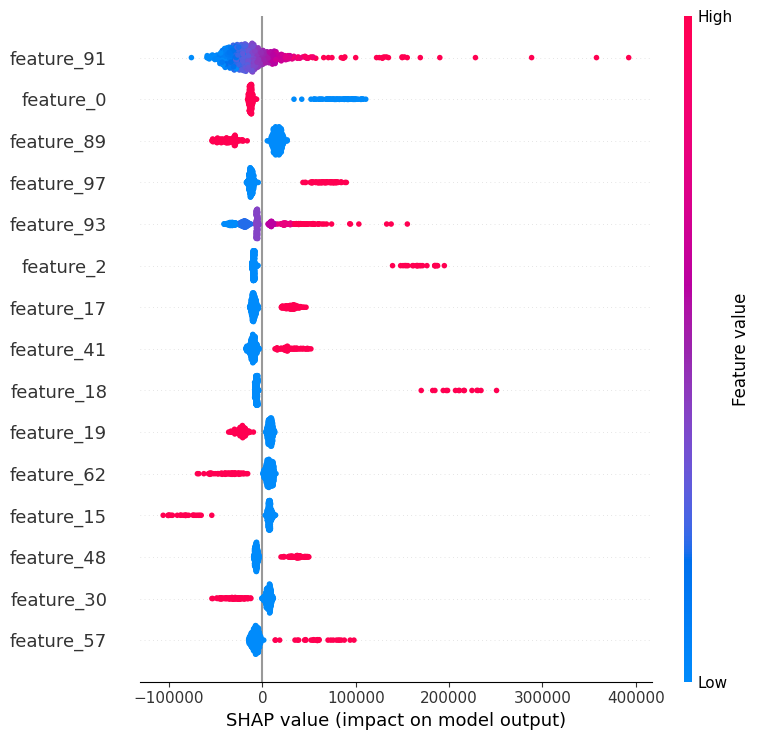 High
feature_91
feature_0
feature_89
feature_97
feature_93
feature_2
feature_17
feature_41
feature_18
feature_19
feature_62
feature_15
feature_48
feature_30
feature_57
Feature value
Low
−100000 0 100000 200000 300000 400000
SHAP value (impact on model output)